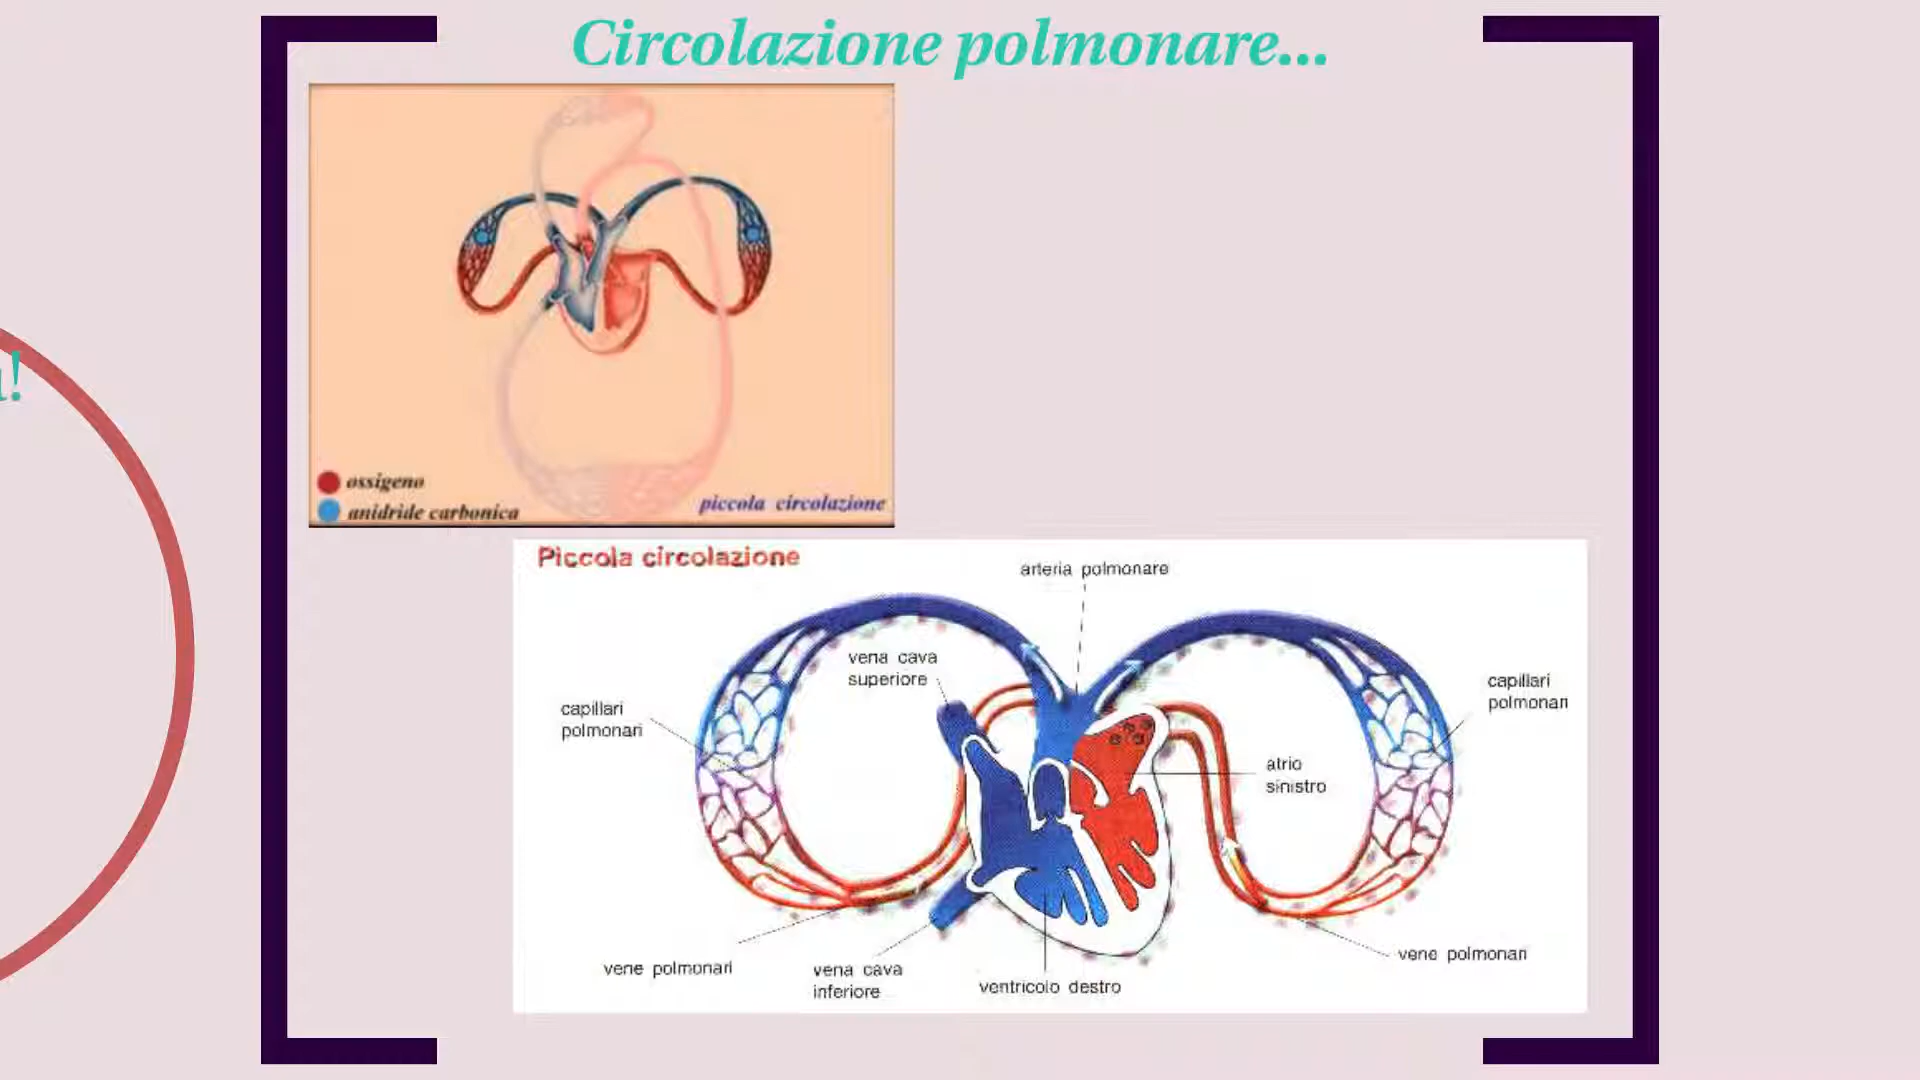 Circolazione polmonare...
!
ossigeno
anidride carbonica
piccola circolazione
Piccola circolazione
arteria polmonare
vena cava
superiore
capillari
polmonari
capillari
polmonari
atrio
sinistro
vene polmonari
vena cava
inferiore
ventricolo destro
vene polmonari